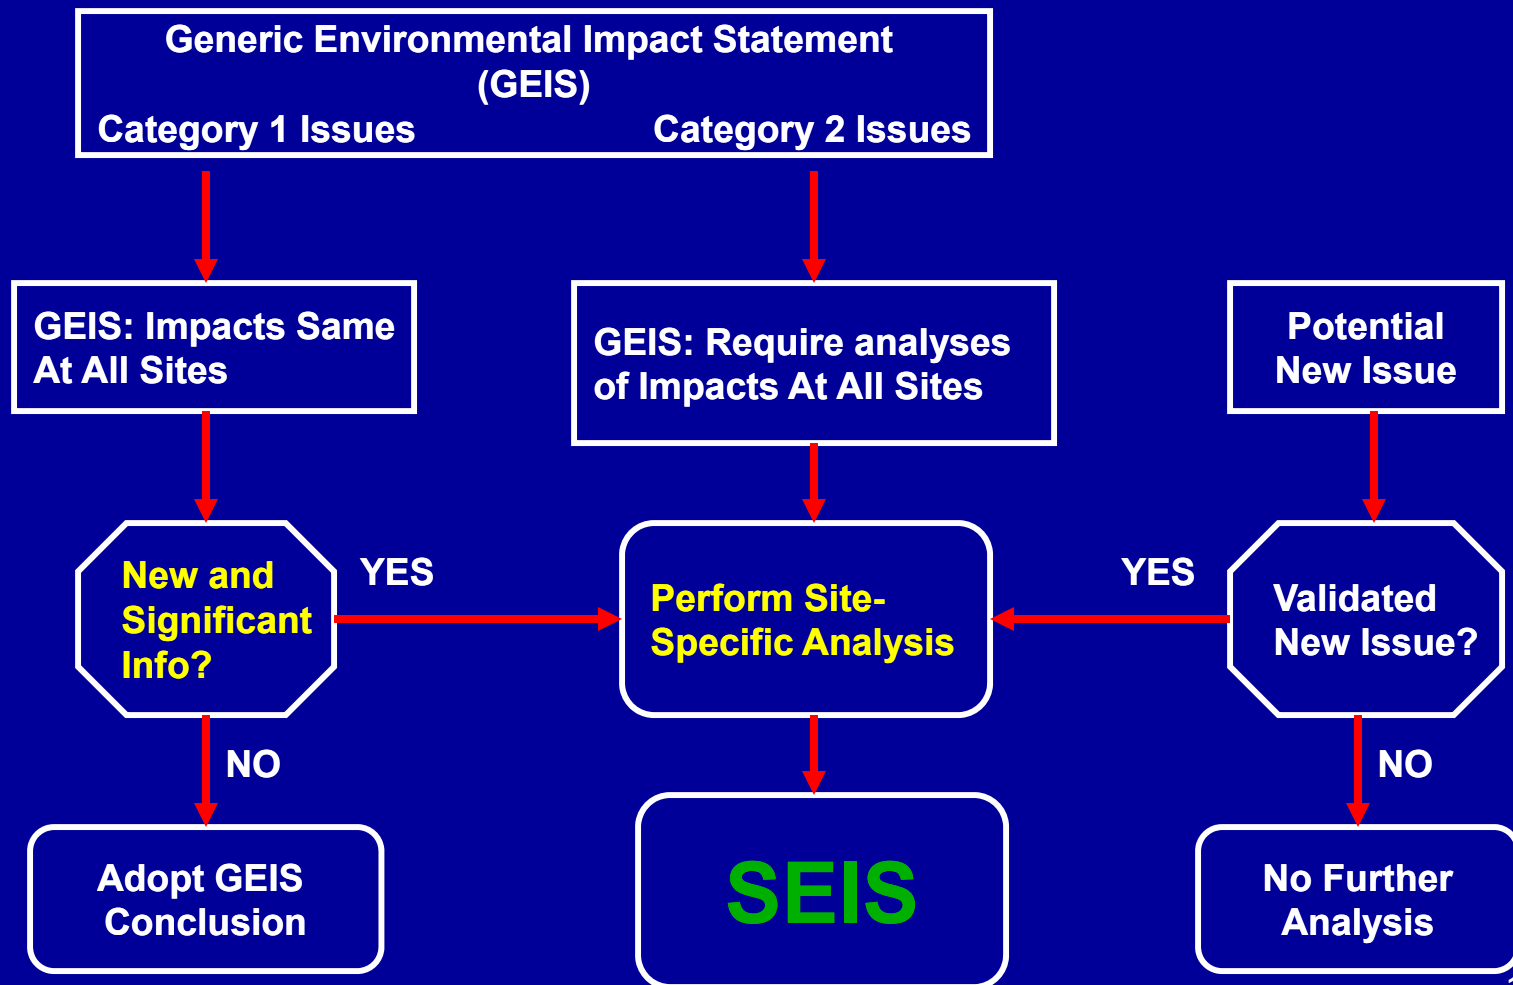 Generic Environmental Impact Statement
(GEIS)
Category 1 Issues
Category 2 Issues
GEIS: Impacts Same
At All Sites
GEIS: Require analyses
of Impacts At All Sites
Potential
New Issue
New and
Significant
Info?
YES
Perform Site-
Specific Analysis
YES
Validated
New Issue?
NO
NO
Adopt GEIS
Conclusion
SEIS
No Further
Analysis